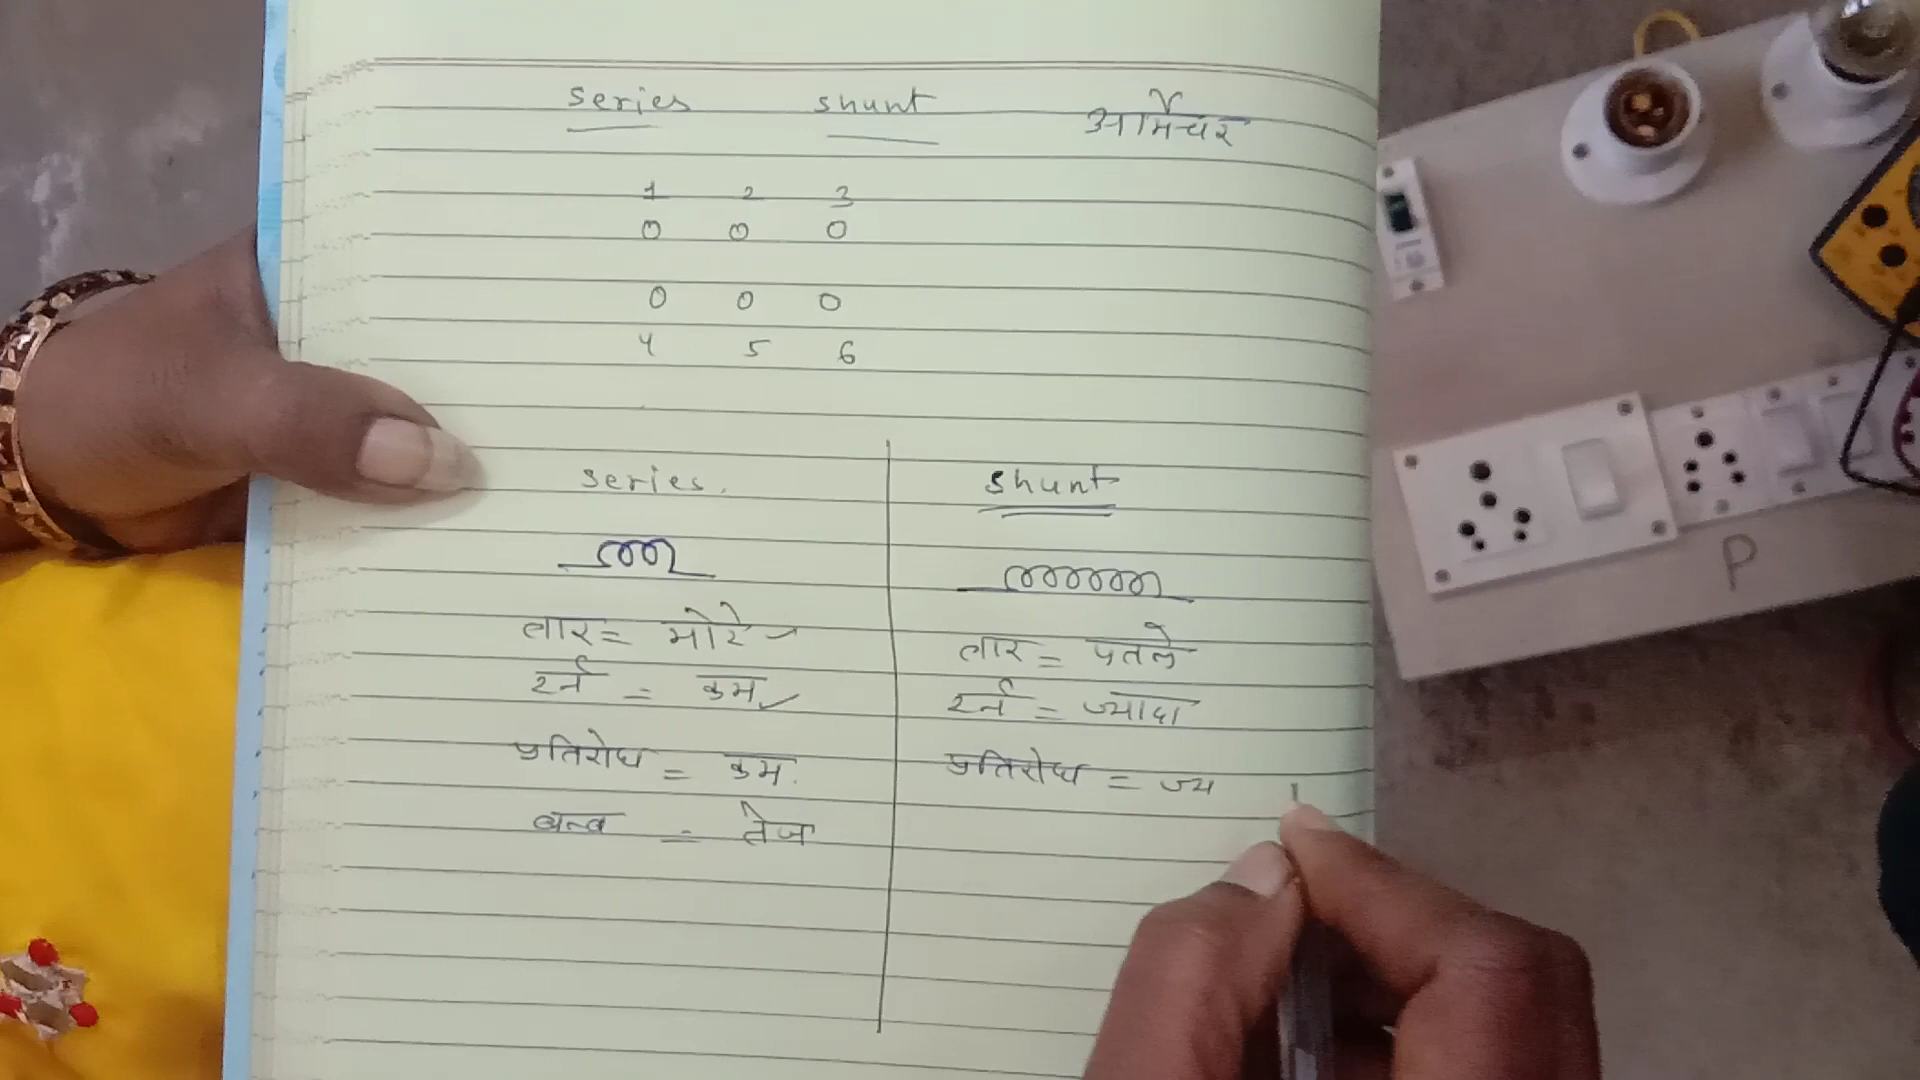 series shunt आर्मेचर
1 2 3
0 0 0
0 0 0
4 5 6
series. shunt
तार = मोटे तार = पतले
टर्न = कम टर्न = ज्यादा
प्रतिरोध = कम. प्रतिरोध = ज्य
बल्ब = तेज
P